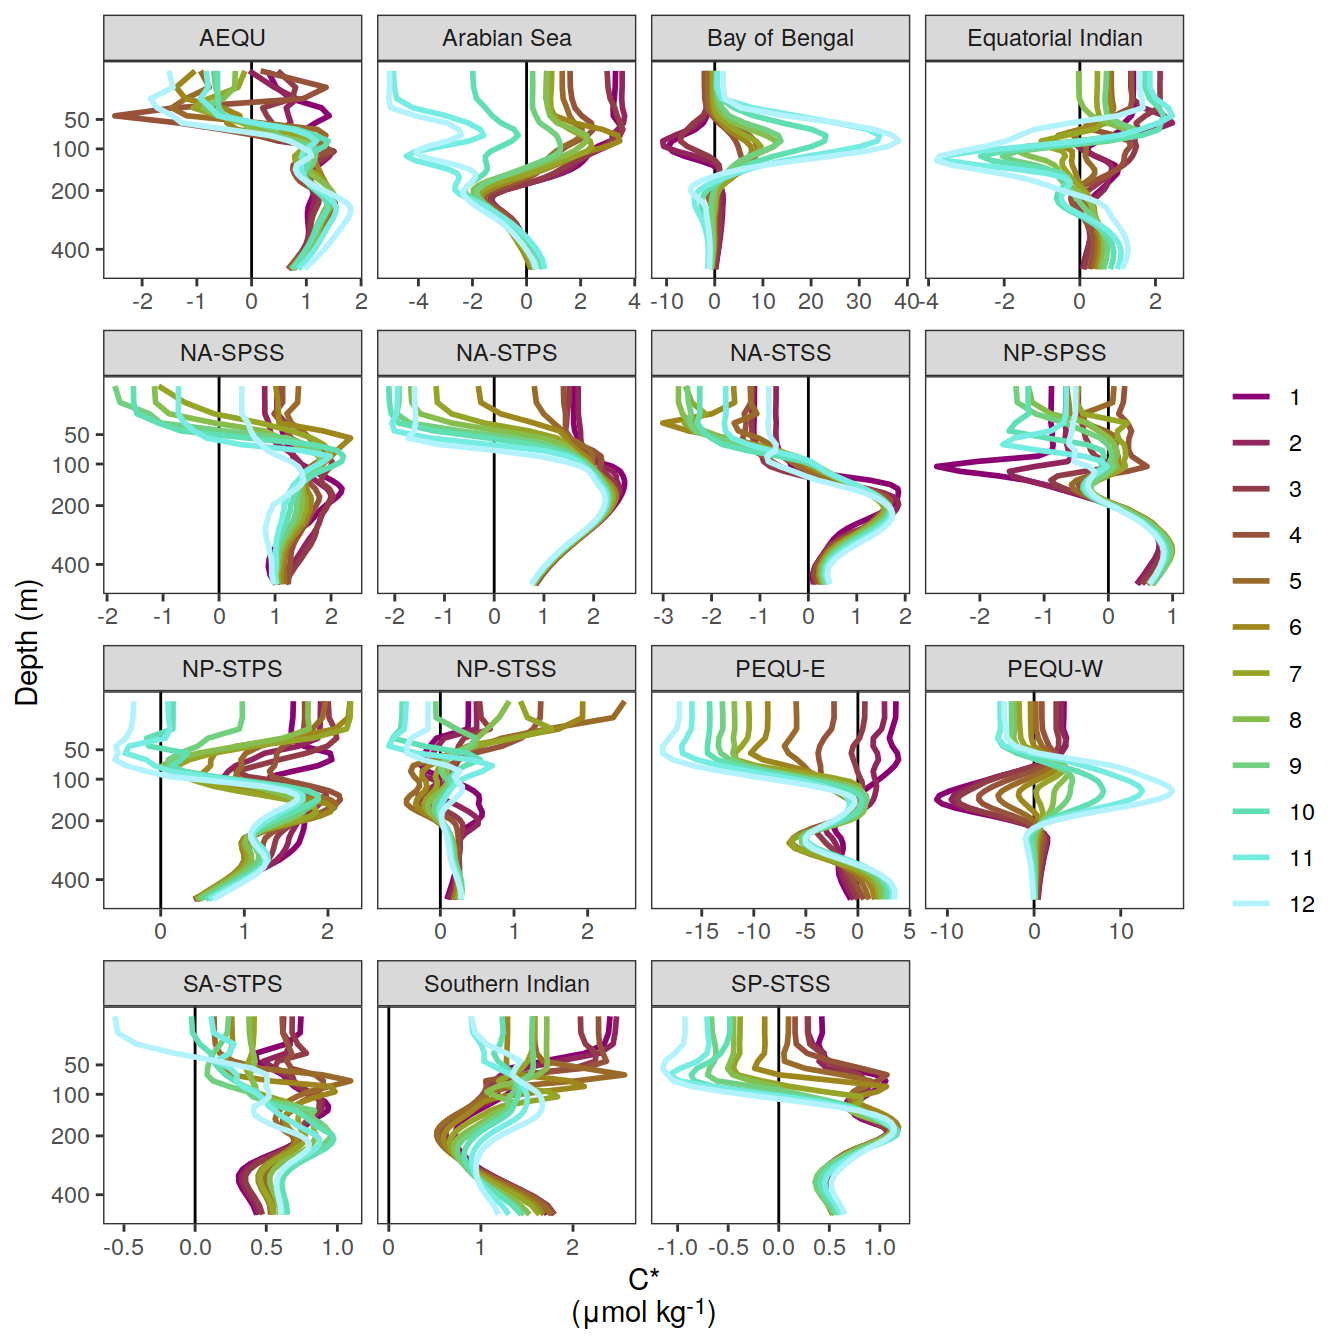 AEQU Arabian Sea Bay of Bengal Equatorial Indian
50
100
200
400
-2 -1 0 1 2 -4 -2 0 2 4 -10 0 10 20 30 40 -4 -2 0 2
NA-SPSS NA-STPS NA-STSS NP-SPSS
50
100
200
400
-2 -1 0 1 2 -2 -1 0 1 2 -3 -2 -1 0 1 2 -2 -1 0 1
NP-STPS NP-STSS PEQU-E PEQU-W
50
100
200
400
0 1 2 0 1 2 -15 -10 -5 0 5 -10 0 10
SA-STPS Southern Indian SP-STSS
50
100
200
400
-0.5 0.0 0.5 1.0 0 1 2 -1.0 -0.5 0.0 0.5 1.0
Depth (m)
C*
(µmol kg-1)
1
2
3
4
5
6
7
8
9
10
11
12